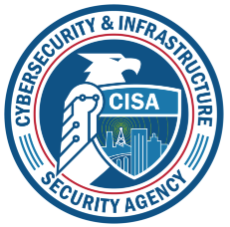 CYBERSECURITY & INFRASTRUCTURE
CISA
SECURITY AGENCY